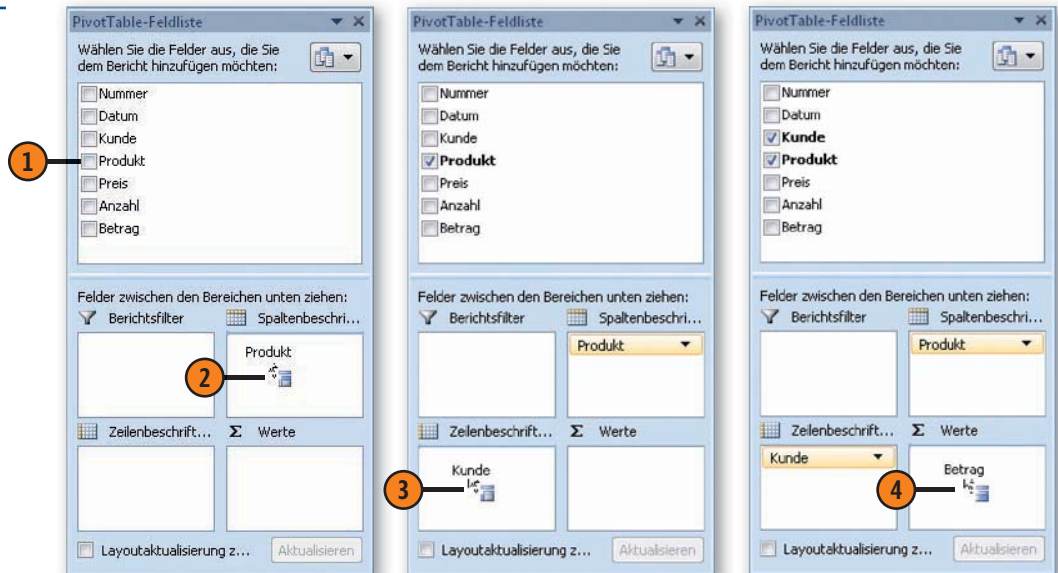 PivotTable-Feldliste
Wählen Sie die Felder aus, die Sie
dem Bericht hinzufügen möchten:
Nummer
Datum
Kunde
1
Produkt
Preis
Anzahl
Betrag
Felder zwischen den Bereichen unten ziehen:
Berichtsfilter
Spaltenbeschri...
Produkt
2
Zeilenbeschrift...
Σ Werte
Layoutaktualisierung z...
Aktualisieren
PivotTable-Feldliste
Wählen Sie die Felder aus, die Sie
dem Bericht hinzufügen möchten:
Nummer
Datum
Kunde
Produkt
Preis
Anzahl
Betrag
Felder zwischen den Bereichen unten ziehen:
Berichtsfilter
Spaltenbeschri...
Produkt
Zeilenbeschrift...
Σ Werte
Kunde
3
Layoutaktualisierung z...
Aktualisieren
PivotTable-Feldliste
Wählen Sie die Felder aus, die Sie
dem Bericht hinzufügen möchten:
Nummer
Datum
Kunde
Produkt
Preis
Anzahl
Betrag
Felder zwischen den Bereichen unten ziehen:
Berichtsfilter
Spaltenbeschri...
Produkt
Zeilenbeschrift...
Σ Werte
Kunde
Betrag
4
Layoutaktualisierung z...
Aktualisieren